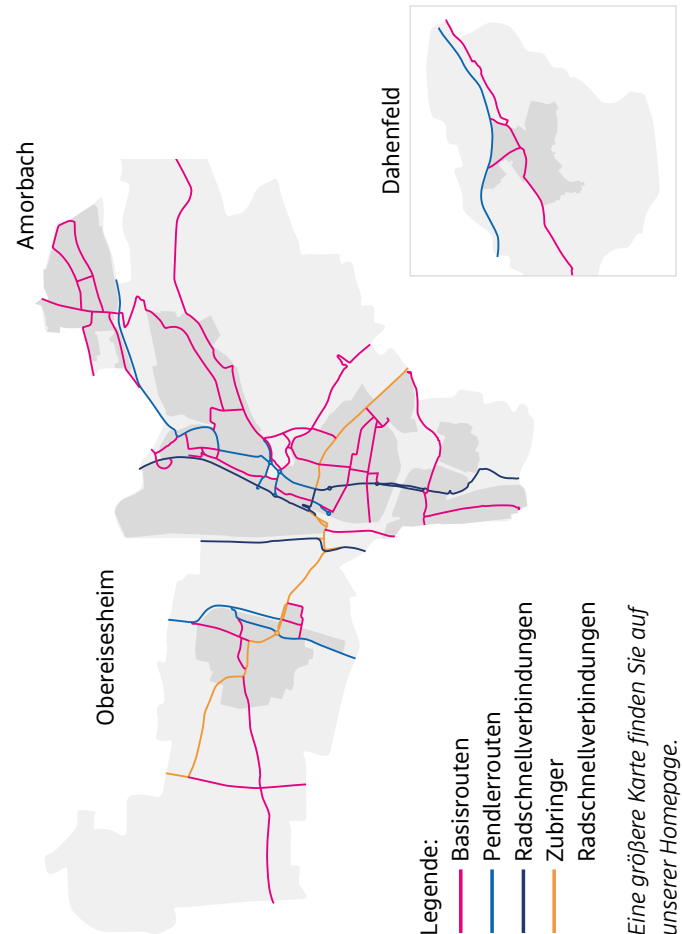 Amorbach
Dahenfeld
Obereisesheim
Legende:
Basisrouten
Pendlerrouten
Radschnellverbindungen
Zubringer
Radschnellverbindungen
Eine größere Karte finden Sie auf
unserer Homepage.